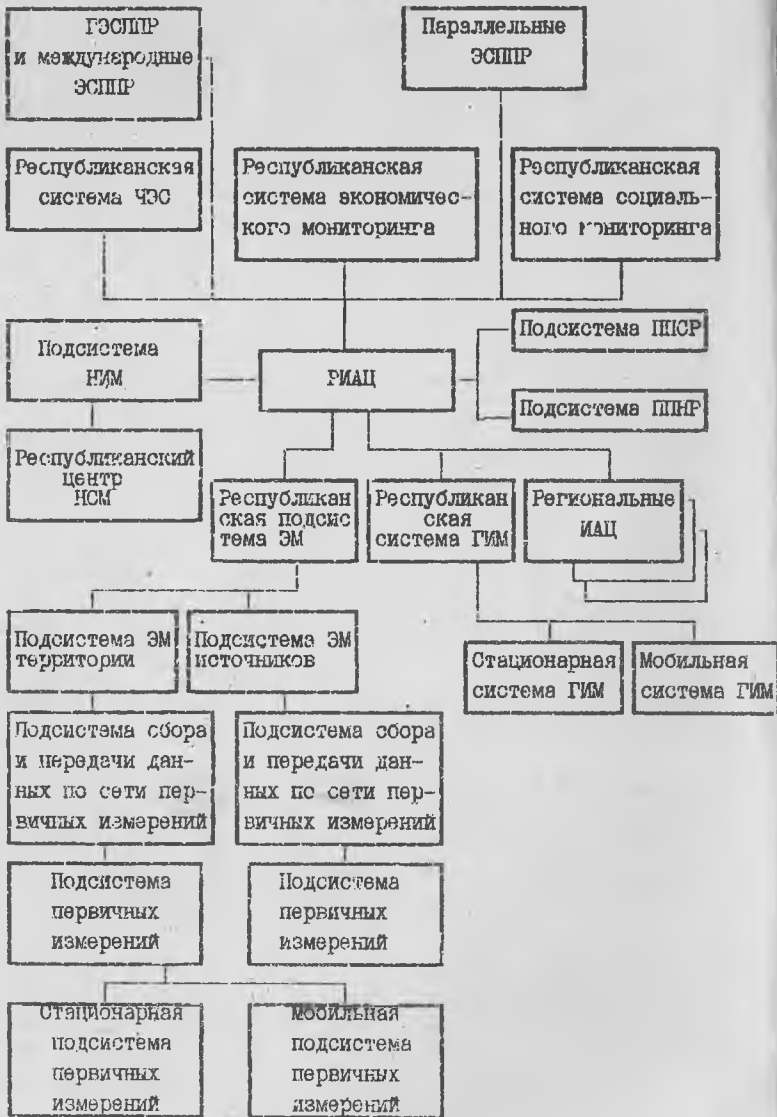 ГЭСППР
и международные
ЭСППР
Параллельные
ЭСППР
Республиканская
система ЧЭС
Республиканская
система экономичес-
кого мониторинга
Республиканская
система социаль-
ного мониторинга
Подсистема
НИМ
РИАЦ
Подсистема ППСР
Подсистема ППНР
Республиканский
центр
НСМ
Республикан
ская подсис
тема ЭМ
Республикан
ская
система ГИМ
Региональные
ИАЦ
Подсистема ЭМ
территории
Подсистема ЭМ
источников
Стационарная
система ГИМ
Мобильная
система ГИМ
Подсистема сбора
и передачи дан-
ных по сети пер-
вичных измерений
Подсистема сбора
и передачи дан-
ных по сети пер-
вичных измерений
Подсистема
первичных
измерений
Подсистема
первичных
измерений
Стационарная
подсистема
первичных
измерений
Мобильная
подсистема
первичных
измерений